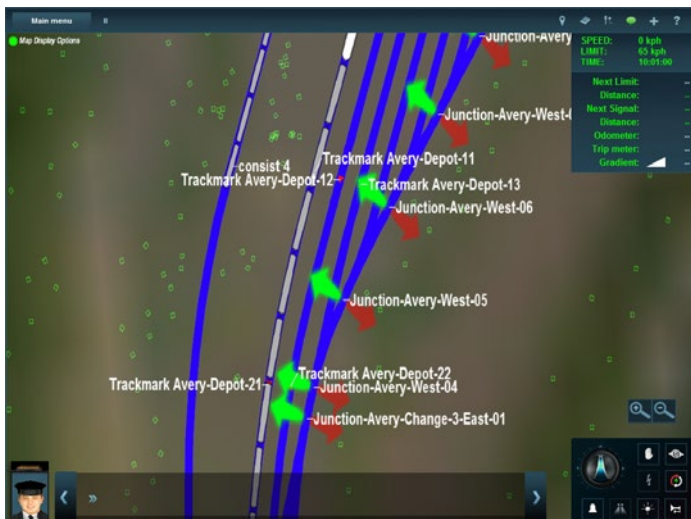 Main menu
Map Display Options
SPEED: 0 kph
LIMIT: 65 kph
TIME: 10:01:00
Next Limit: --
Distance: --
Next Signal: --
Distance: --
Odometer: --
Trip meter: --
Gradient: --
-Junction-Avery
-Junction-Avery-West-
Trackmark Avery-Depot-11
consist 4
Trackmark Avery-Depot-12
Trackmark Avery-Depot-13
Junction-Avery-West-06
Junction-Avery-West-05
Trackmark Avery-Depot-22
Trackmark Avery-Depot-21
Junction-Avery-West-04
Junction-Avery-Change-3-East-01